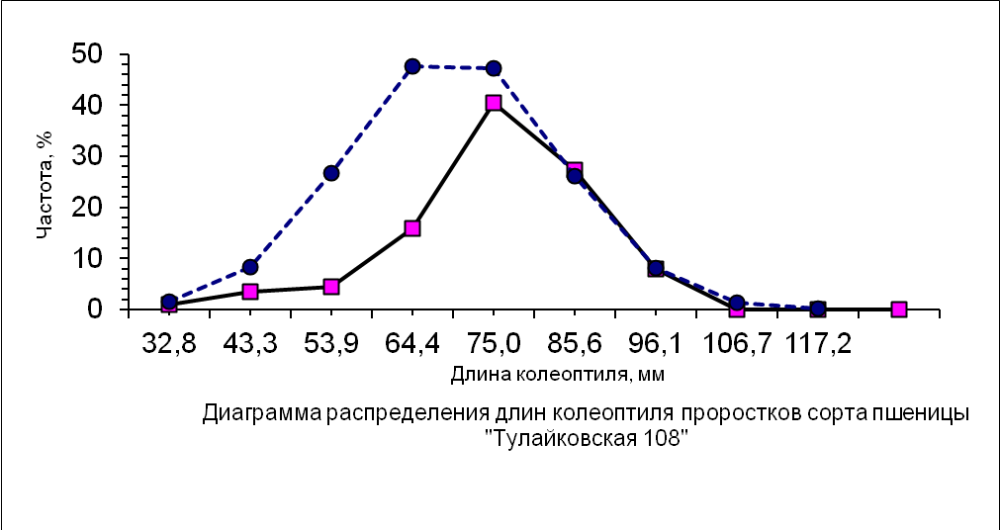 Частота, %
50
40
30
20
10
0
32,8 43,3 53,9 64,4 75,0 85,6 96,1 106,7 117,2
Длина колеоптиля, мм
Диаграмма распределения длин колеоптиля проростков сорта пшеницы
"Тулайковская 108"